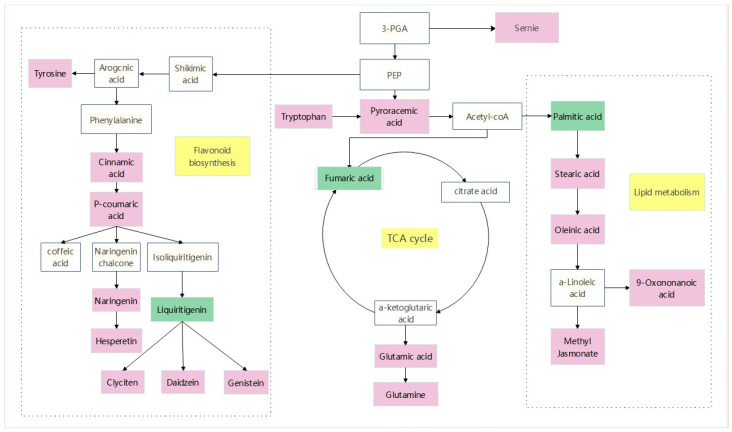 3-PGA
Sernie
Tyrosine
Arogcnic
acid
Shikimic
acid
PEP
Phenylalanine
Tryptophan
Pyroracemic
acid
Acetyl-coA
Palmitic acid
Flavonoid
biosynthesis
Cinnamic
acid
Fumaric acid
citrate acid
Stearic acid
Lipid metabolism
P-coumaric
acid
TCA cycle
Oleinic acid
coffeic
acid
Naringenin
chalcone
Isoliquiritigenin
a-Linoleic
acid
9-Oxononanoic
acid
Naringenin
Liquiritigenin
a-ketoglutaric
acid
Hesperetin
Glutamic acid
Methyl
Jasmonate
Clyciten
Daidzein
Genistein
Glutamine